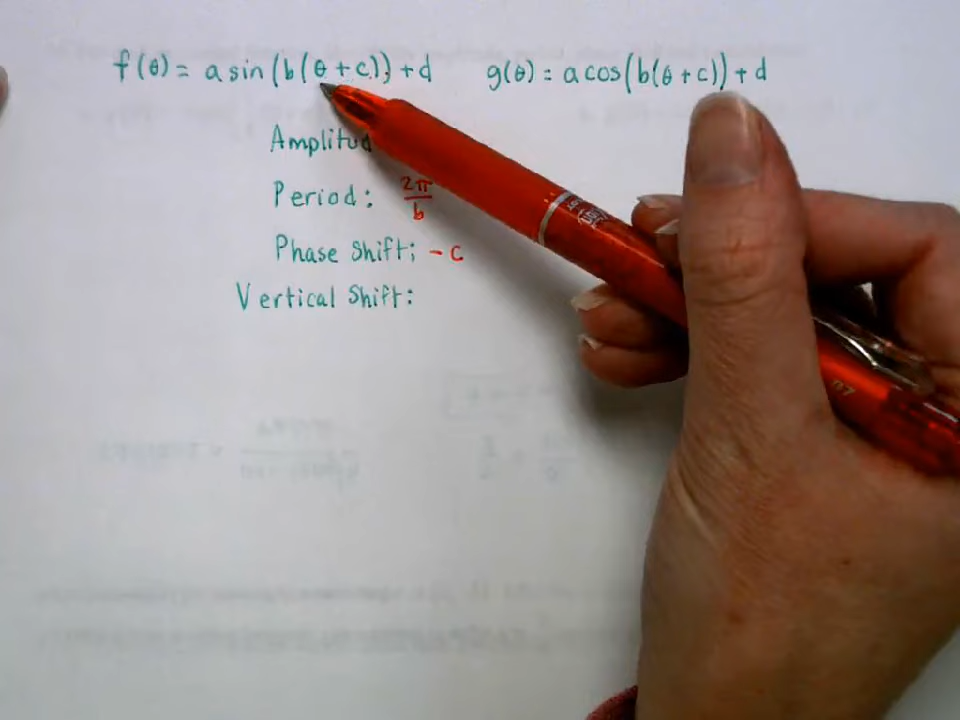 f(θ) = a sin(b(θ + c)) + d g(θ) = a cos(b(θ + c)) + d
Amplitud
Period: 2π/b
Phase Shift: - c
Vertical Shift: